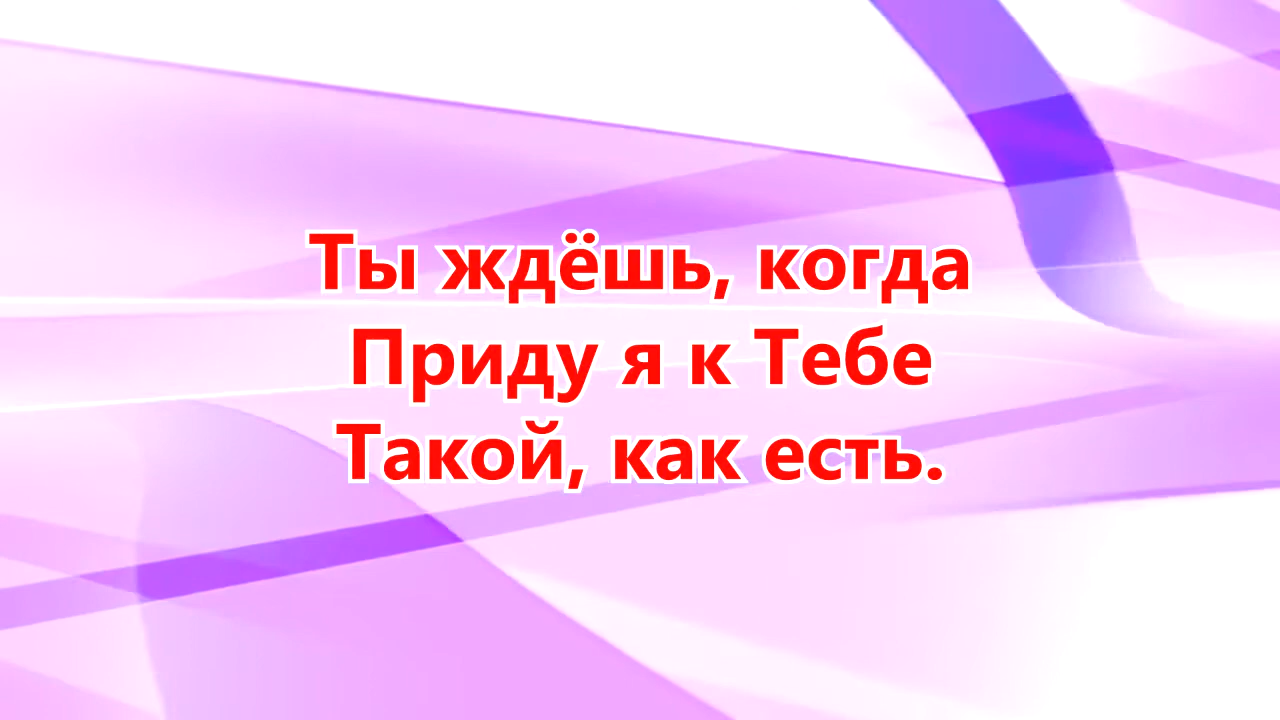 Ты ждёшь, когда
Приду я к Тебе
Такой, как есть.